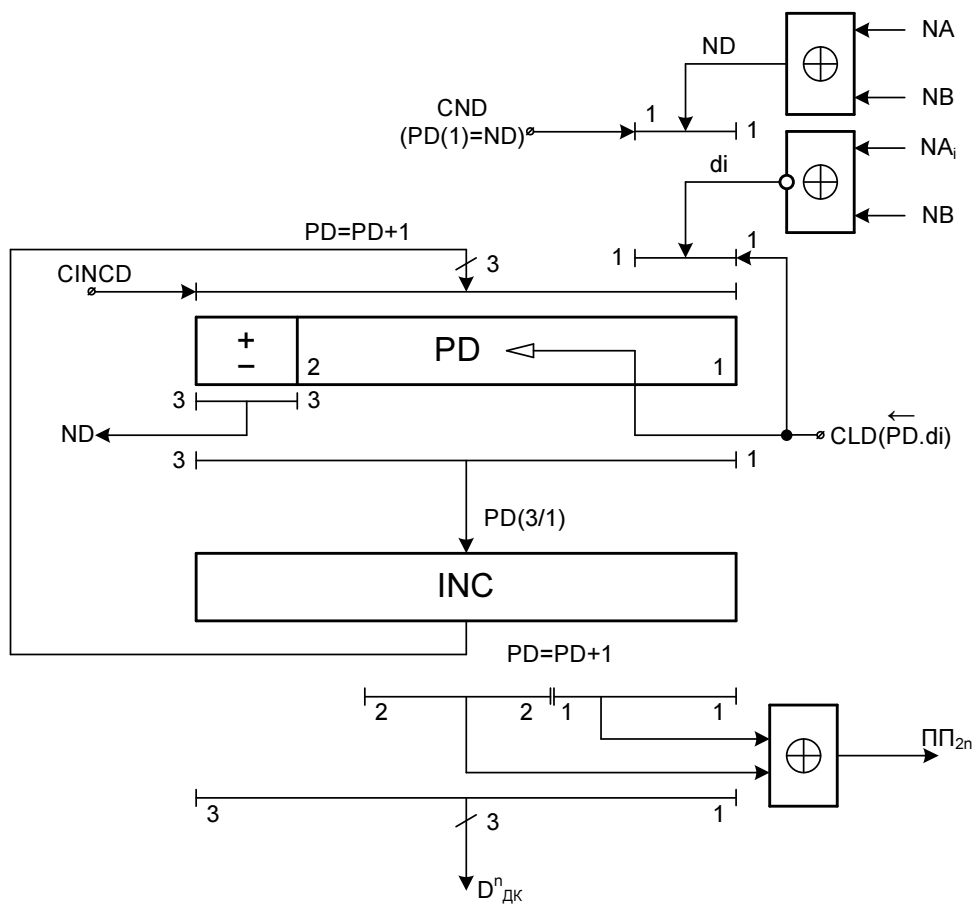 NA
ND
NB
CND
(PD(1)=ND)
1
1
NAi
di
NB
PD=PD+1
1
1
3
CINCD
+
−
2
PD
1
3
3
ND
CLD(PD.di)
3
1
PD(3/1)
INC
PD=PD+1
2
2
1
1
ПП2n
3
1
3
DnДК